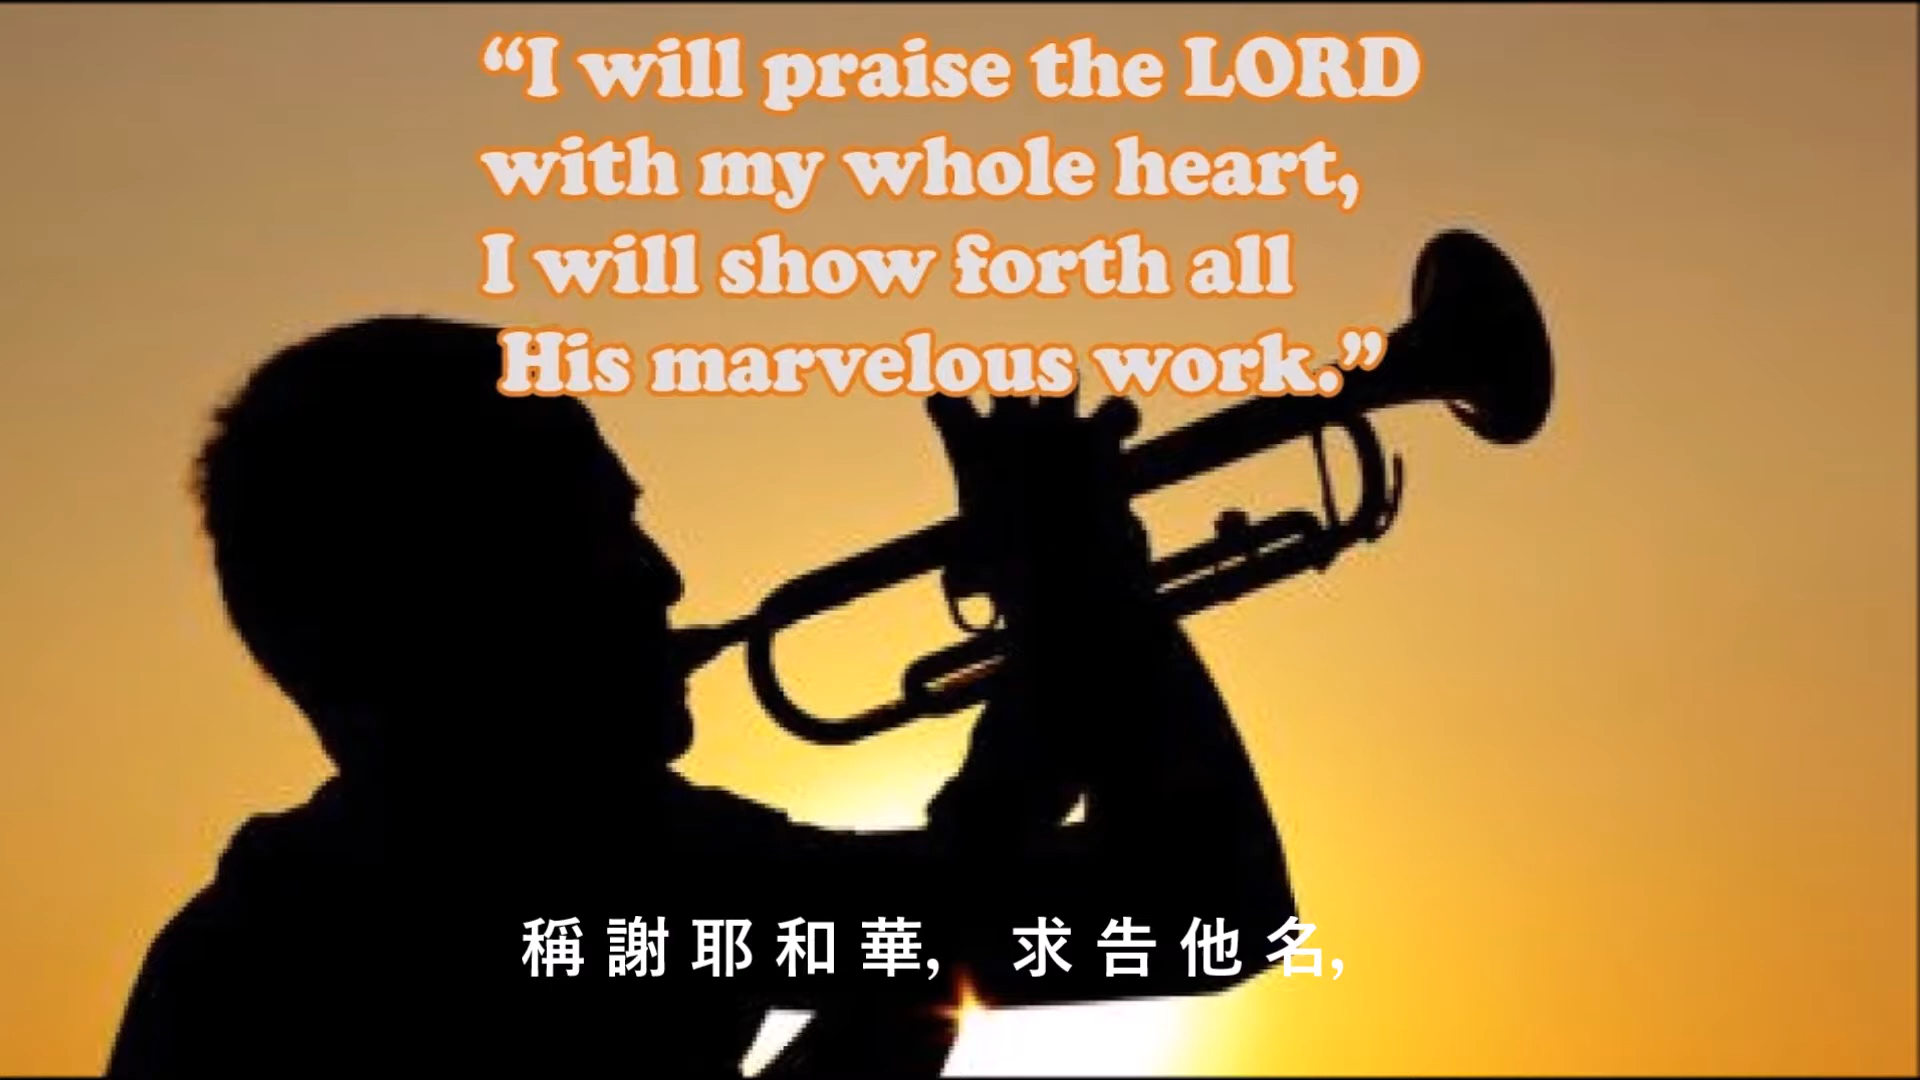 “I will praise the LORD
with my whole heart,
I will show forth all
His marvelous work.”
稱謝耶和華, 求告他名,